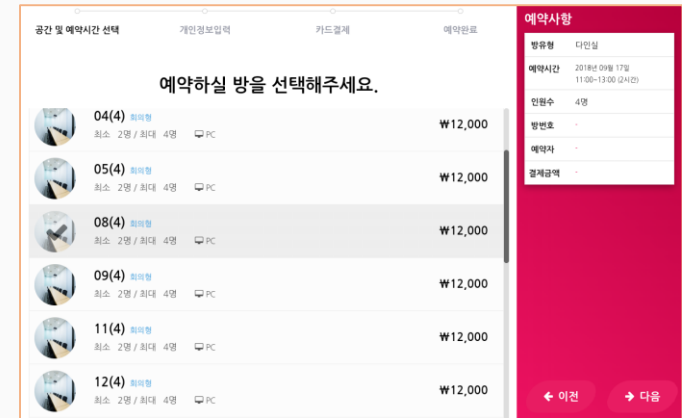 공간 및 예약시간 선택
개인정보입력
카드결제
예약완료
예약하실 방을 선택해주세요.
04(4) 회의형
최소 2명 / 최대 4명 PC
₩12,000
05(4) 회의형
최소 2명 / 최대 4명 PC
₩12,000
08(4) 회의형
최소 2명 / 최대 4명 PC
₩12,000
09(4) 회의형
최소 2명 / 최대 4명 PC
₩12,000
11(4) 회의형
최소 2명 / 최대 4명 PC
₩12,000
12(4) 회의형
최소 2명 / 최대 4명 PC
₩12,000
예약사항
방유형 다인실
예약시간 2018년 09월 17일
11:00~13:00 (2시간)
인원수 4명
방번호 -
예약자 -
결제금액 -
이전
다음